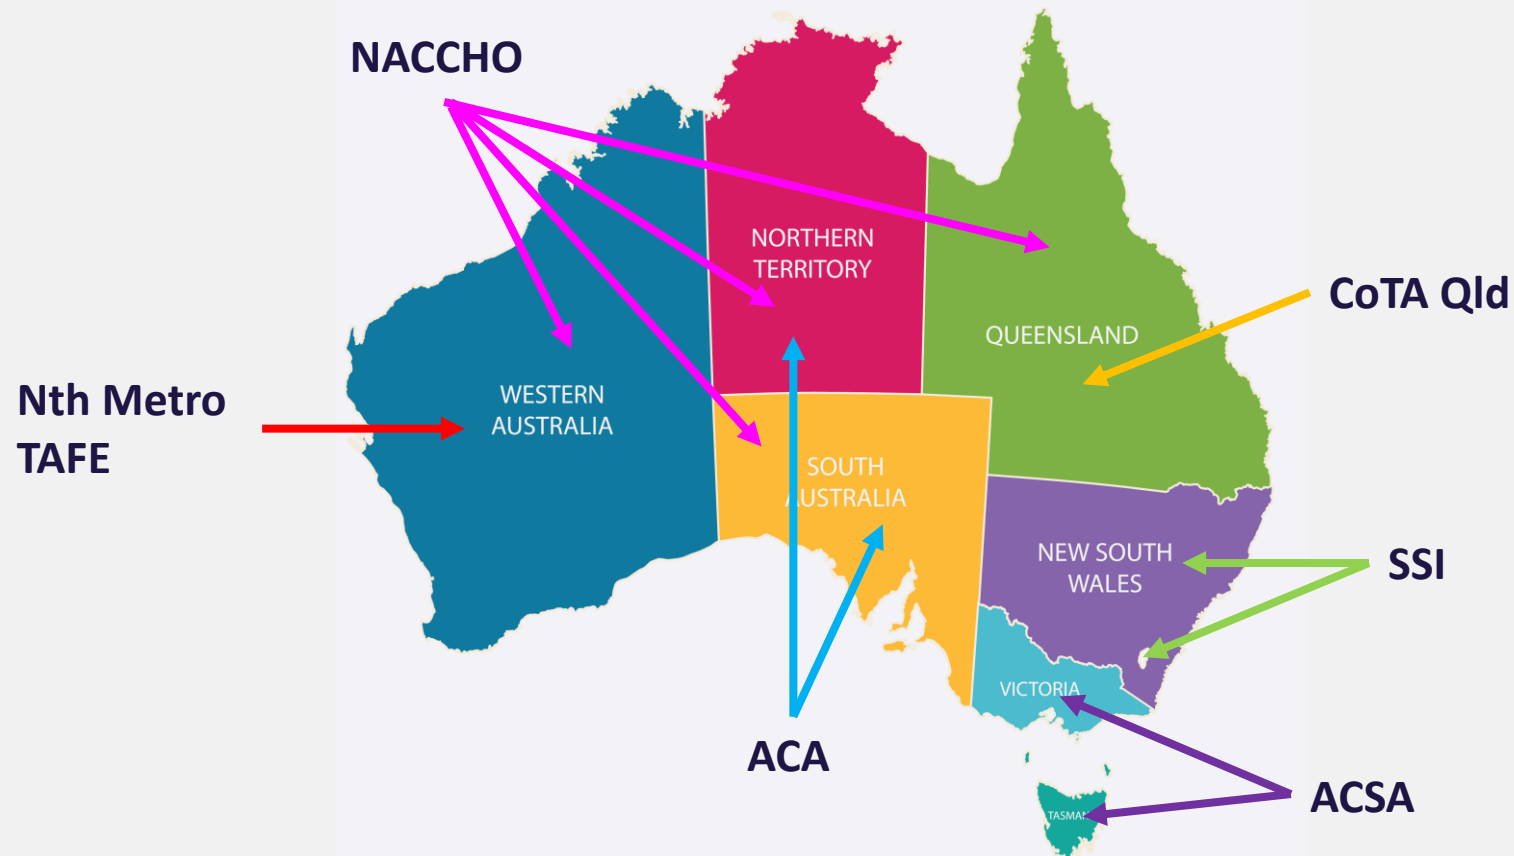 NACCHO
NORTHERN
TERRITORY
CoTA Qld
QUEENSLAND
Nth Metro
TAFE
WESTERN
AUSTRALIA
SOUTH
AUSTRALIA
NEW SOUTH
WALES
SSI
VICTORIA
ACA
ACSA